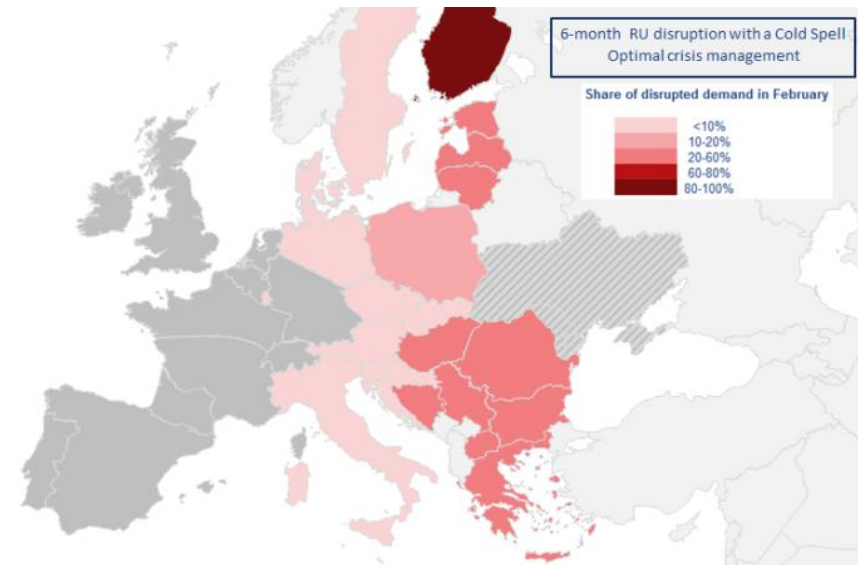 6-month RU disruption with a Cold Spell
Optimal crisis management
Share of disrupted demand in February
<10%
10-20%
20-60%
60-80%
80-100%